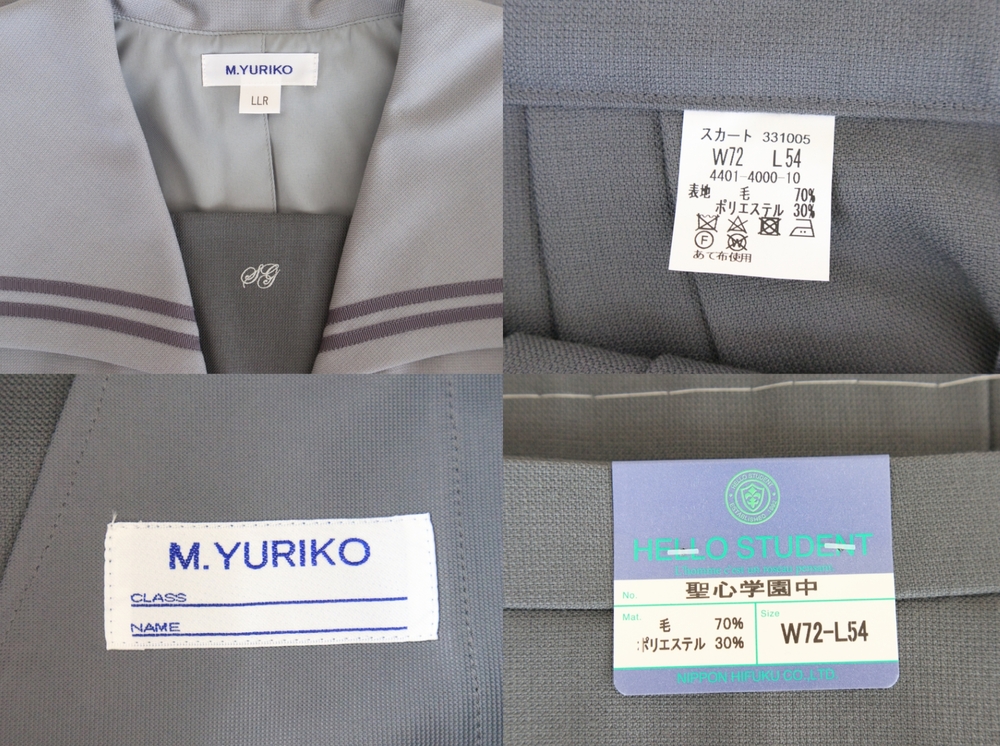 M.YURIKO
LLR
SG
スカート 331005
W72 L54
4401-4000-10
表地 毛 70%
ポリエステル 30%
F
W
あて布使用
M.YURIKO
CLASS
NAME
HELLO STUDENT
HELLO STUDENT
No. 聖心学園中
Mat. 毛 70%
ポリエステル 30%
Size
W72-L54
NIPPON HIFUKU CO.,LTD.